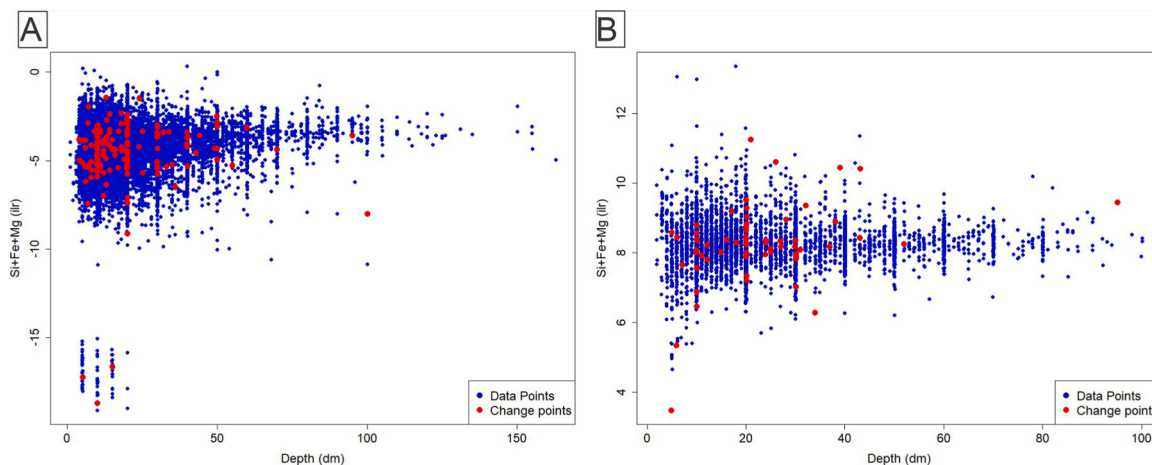 A
Si+Fe+Mg (ilr)
0
-5
-10
-15
0
50
100
150
Depth (dm)
Data Points
Change points
B
Si+Fe+Mg (ilr)
12
10
8
6
4
0
20
40
60
80
100
Depth (dm)
Data Points
Change point